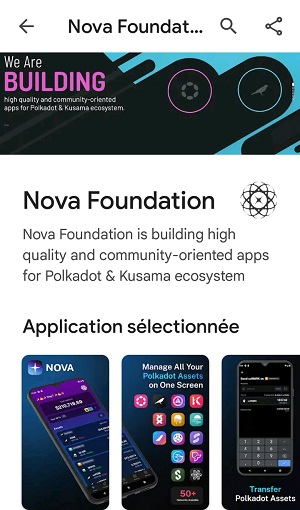 Nova Foundat...
We Are
BUILDING
high quality and community-oriented
apps for Polkadot & Kusama ecosystem.
Nova Foundation
Nova Foundation is building high
quality and community-oriented apps
for Polkadot & Kusama ecosystem
Application sélectionnée
NOVA
Manage All Your
Polkadot Assets
on One Screen
50+
Transfer
Polkadot Assets